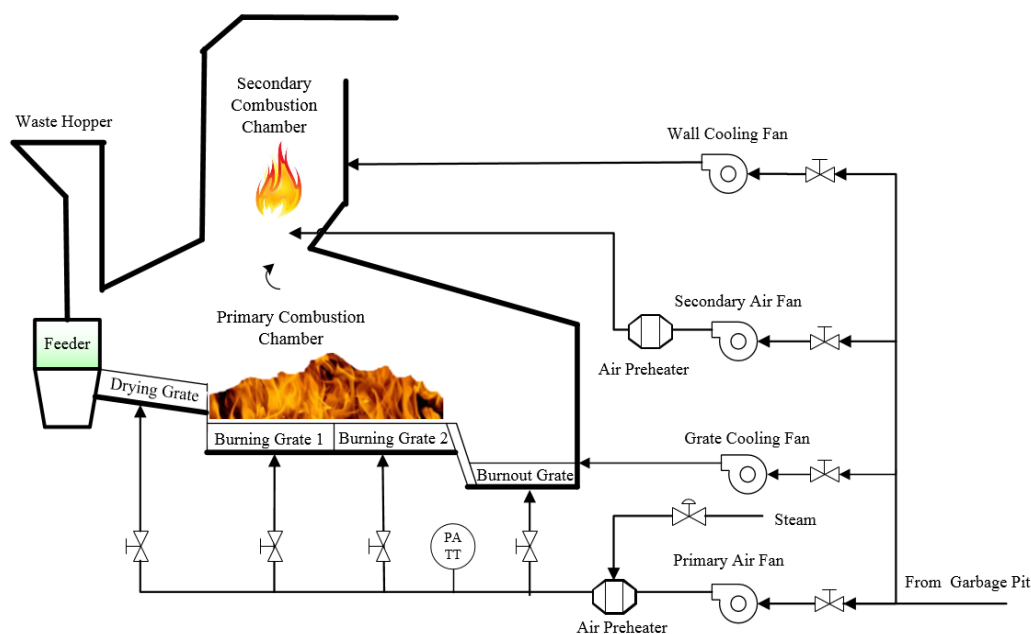 Secondary
Combustion
Chamber
Waste Hopper
Wall Cooling Fan
Secondary Air Fan
Primary Combustion
Chamber
Feeder
Air Preheater
Drying Grate
Burning Grate 1
Burning Grate 2
Grate Cooling Fan
Burnout Grate
Steam
PA
TT
Primary Air Fan
From Garbage Pit
Air Preheater